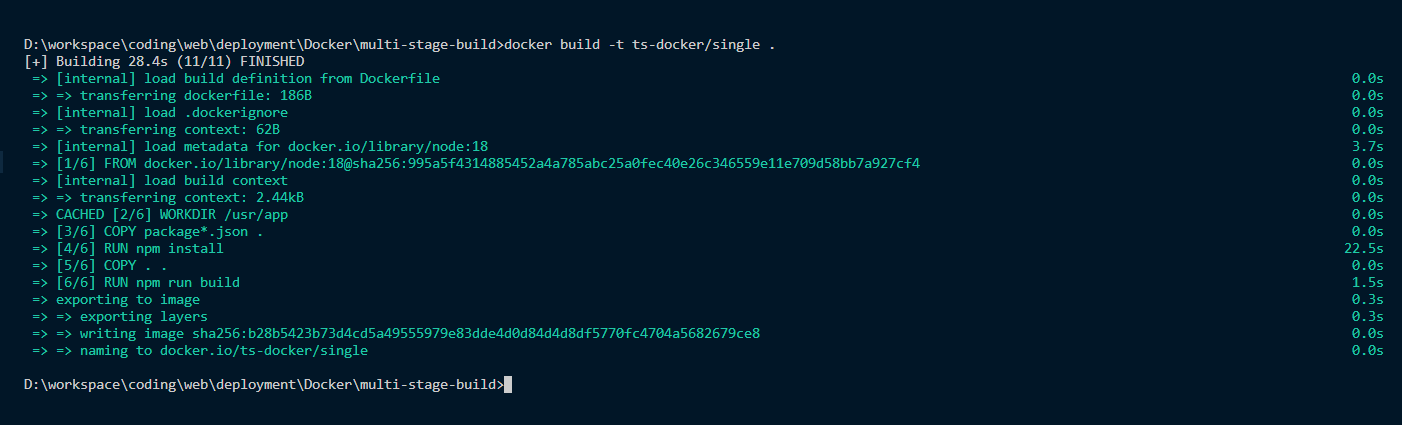 D:\workspace\coding\web\deployment\Docker\multi-stage-build>docker build -t ts-docker/single .
[+] Building 28.4s (11/11) FINISHED
=> [internal] load build definition from Dockerfile 0.0s
=> => transferring dockerfile: 186B 0.0s
=> [internal] load .dockerignore 0.0s
=> => transferring context: 62B 0.0s
=> [internal] load metadata for docker.io/library/node:18 3.7s
=> [1/6] FROM docker.io/library/node:18@sha256:995a5f4314885452a4a785abc25a0fec40e26c346559e11e709d58bb7a927cf4 0.0s
=> [internal] load build context 0.0s
=> => transferring context: 2.44kB 0.0s
=> CACHED [2/6] WORKDIR /usr/app 0.0s
=> [3/6] COPY package*.json . 0.0s
=> [4/6] RUN npm install 22.5s
=> [5/6] COPY . . 0.0s
=> [6/6] RUN npm run build 1.5s
=> exporting to image 0.3s
=> => exporting layers 0.3s
=> => writing image sha256:b28b5423b73d4cd5a49555979e83dde4d0d84d4d8df5770fc4704a5682679ce8 0.0s
=> => naming to docker.io/ts-docker/single 0.0s
D:\workspace\coding\web\deployment\Docker\multi-stage-build>